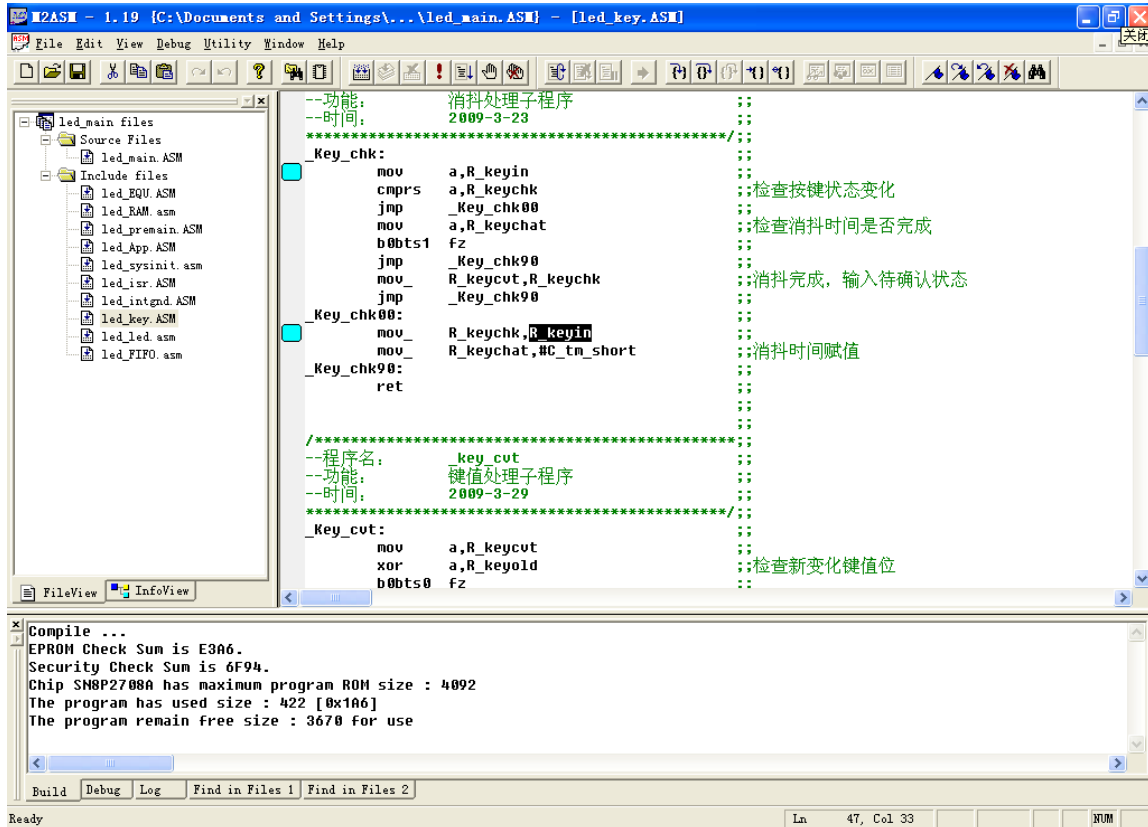 M2ASM - 1.19 {C:\Documents and Settings\...\led_main.ASM} - [led_key.ASM]
关闭
File Edit View Debug Utility Window Help
led_main files
Source Files
led_main.ASM
Include files
led_EQU.ASM
led_RAM.asm
led_premain.ASM
led_App.ASM
led_sysinit.asm
led_isr.ASM
led_intgnd.ASM
led_key.ASM
led_led.asm
led_FIFO.asm
FileView InfoView
--功能: 消抖处理子程序 ;;
--时间: 2009-3-23 ;;
***********************************************/;;
_Key_chk: ;;
mov a,R_keyin ;;
cmprs a,R_keychk ;;检查按键状态变化
jmp _Key_chk00 ;;
mov a,R_keychat ;;检查消抖时间是否完成
b0bts1 fz ;;
jmp _Key_chk90 ;;
mov_ R_keycvt,R_keychk ;;消抖完成，输入待确认状态
jmp _Key_chk90 ;;
_Key_chk00: ;;
mov_ R_keychk,R_keyin ;;
mov_ R_keychat,#C_tm_short ;;消抖时间赋值
_Key_chk90: ;;
ret ;;
;;
;;
/***********************************************;;
--程序名: _key_cvt ;;
--功能: 键值处理子程序 ;;
--时间: 2009-3-29 ;;
***********************************************/;;
_Key_cvt: ;;
mov a,R_keycvt ;;
xor a,R_keyold ;;检查新变化键值位
b0bts0 fz ;;
Compile ...
EPROM Check Sum is E3A6.
Security Check Sum is 6F94.
Chip SN8P2708A has maximum program ROM size : 4092
The program has used size : 422 [0x1A6]
The program remain free size : 3670 for use
Build Debug Log Find in Files 1 Find in Files 2
Ready Ln 47, Col 33 NUM